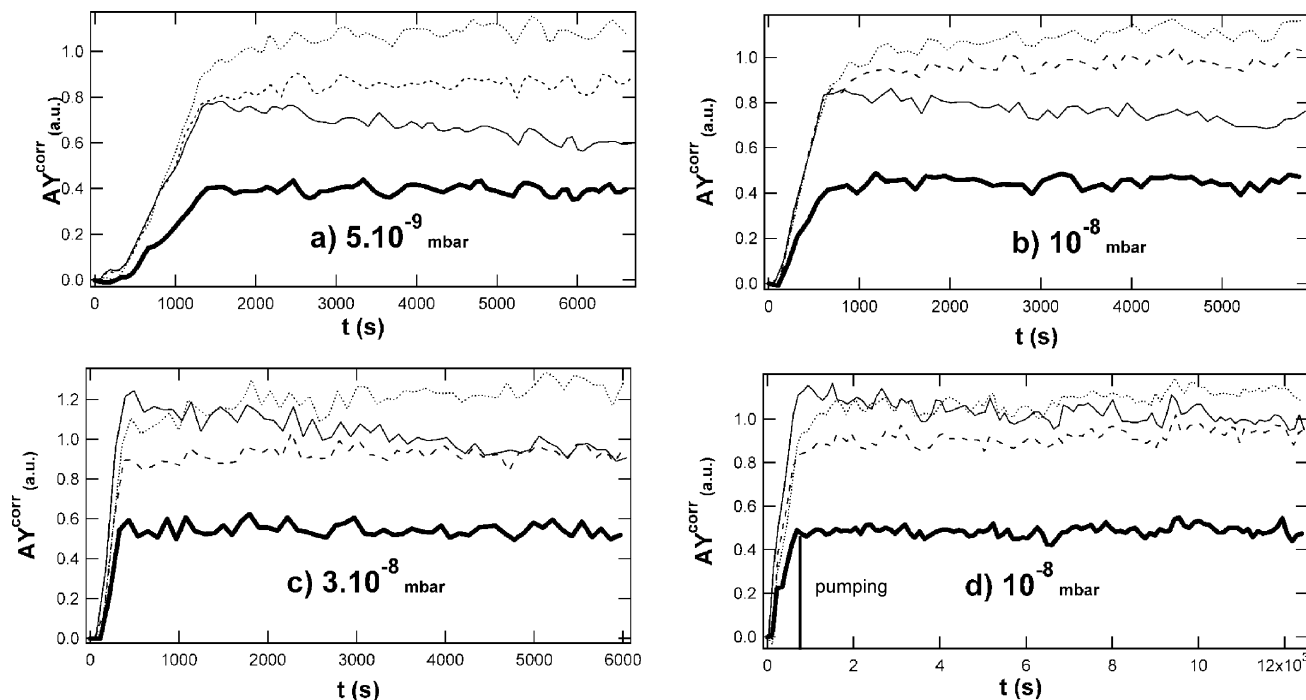 1.0
0.8
0.6
0.4
0.2
0.0
AY^corr (a.u.)
a) 5.10^-9 mbar
0 1000 2000 3000 4000 5000 6000
t (s)
1.0
0.8
0.6
0.4
0.2
0.0
AY^corr (a.u.)
b) 10^-8 mbar
0 1000 2000 3000 4000 5000
t (s)
1.2
1.0
0.8
0.6
0.4
0.2
0.0
AY^corr (a.u.)
c) 3.10^-8 mbar
0 1000 2000 3000 4000 5000 6000
t (s)
1.0
0.8
0.6
0.4
0.2
0.0
AY^corr (a.u.)
pumping
d) 10^-8 mbar
0 2 4 6 8 10 12x10^3
t (s)